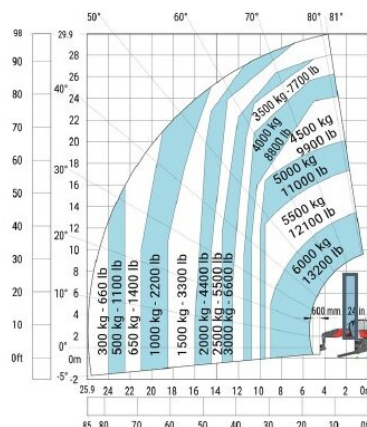 50°
60°
70°
80°
81°
98
29.9
90
28
26
80
24
40°
22
70
20
60
18
30°
16
50
14
40
12
20°
30
10
8
20
10°
6
4
10
2
0°
0ft
0m
-5°
-2
3500 kg -7700 lb
4000 kg
8800 lb
4500 kg
9900 lb
5000 kg
11000 lb
5500 kg
12100 lb
6000 kg
13200 lb
300 kg - 660 lb
500 kg - 1100 lb
650 kg - 1400 lb
1000 kg - 2200 lb
1500 kg - 3300 lb
2000 kg - 4400 lb
2500 kg - 5500 lb
3000 kg - 6600 lb
600 mm
24 in
25.9 24 22 20 18 16 14 12 10 8 6 4 2
85 80 70 60 50 40 30 20 10